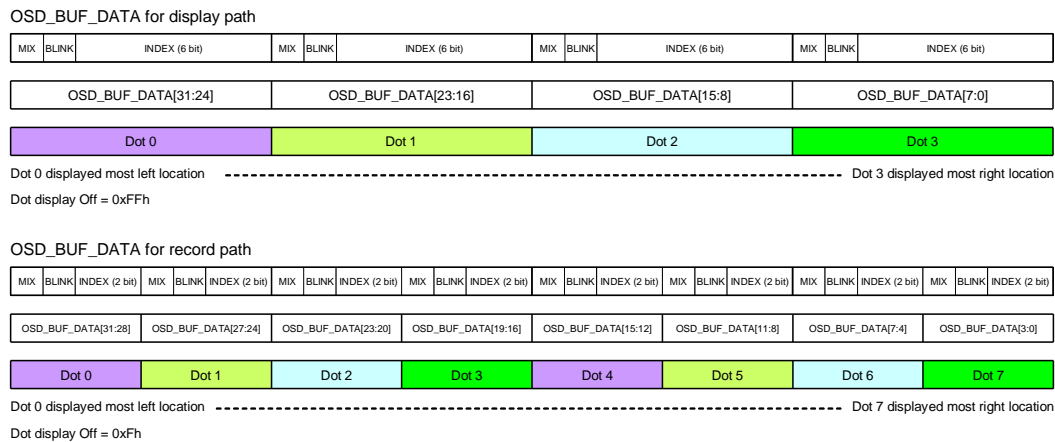 OSD_BUF_DATA for display path
MIX BLINK INDEX (6 bit) MIX BLINK INDEX (6 bit) MIX BLINK INDEX (6 bit) MIX BLINK INDEX (6 bit)
OSD_BUF_DATA[31:24] OSD_BUF_DATA[23:16] OSD_BUF_DATA[15:8] OSD_BUF_DATA[7:0]
Dot 0 Dot 1 Dot 2 Dot 3
Dot 0 displayed most left location Dot 3 displayed most right location
Dot display Off = 0xFFh
OSD_BUF_DATA for record path
MIX BLINK INDEX (2 bit) MIX BLINK INDEX (2 bit) MIX BLINK INDEX (2 bit) MIX BLINK INDEX (2 bit) MIX BLINK INDEX (2 bit) MIX BLINK INDEX (2 bit) MIX BLINK INDEX (2 bit) MIX BLINK INDEX (2 bit)
OSD_BUF_DATA[31:28] OSD_BUF_DATA[27:24] OSD_BUF_DATA[23:20] OSD_BUF_DATA[19:16] OSD_BUF_DATA[15:12] OSD_BUF_DATA[11:8] OSD_BUF_DATA[7:4] OSD_BUF_DATA[3:0]
Dot 0 Dot 1 Dot 2 Dot 3 Dot 4 Dot 5 Dot 6 Dot 7
Dot 0 displayed most left location Dot 7 displayed most right location
Dot display Off = 0xFh